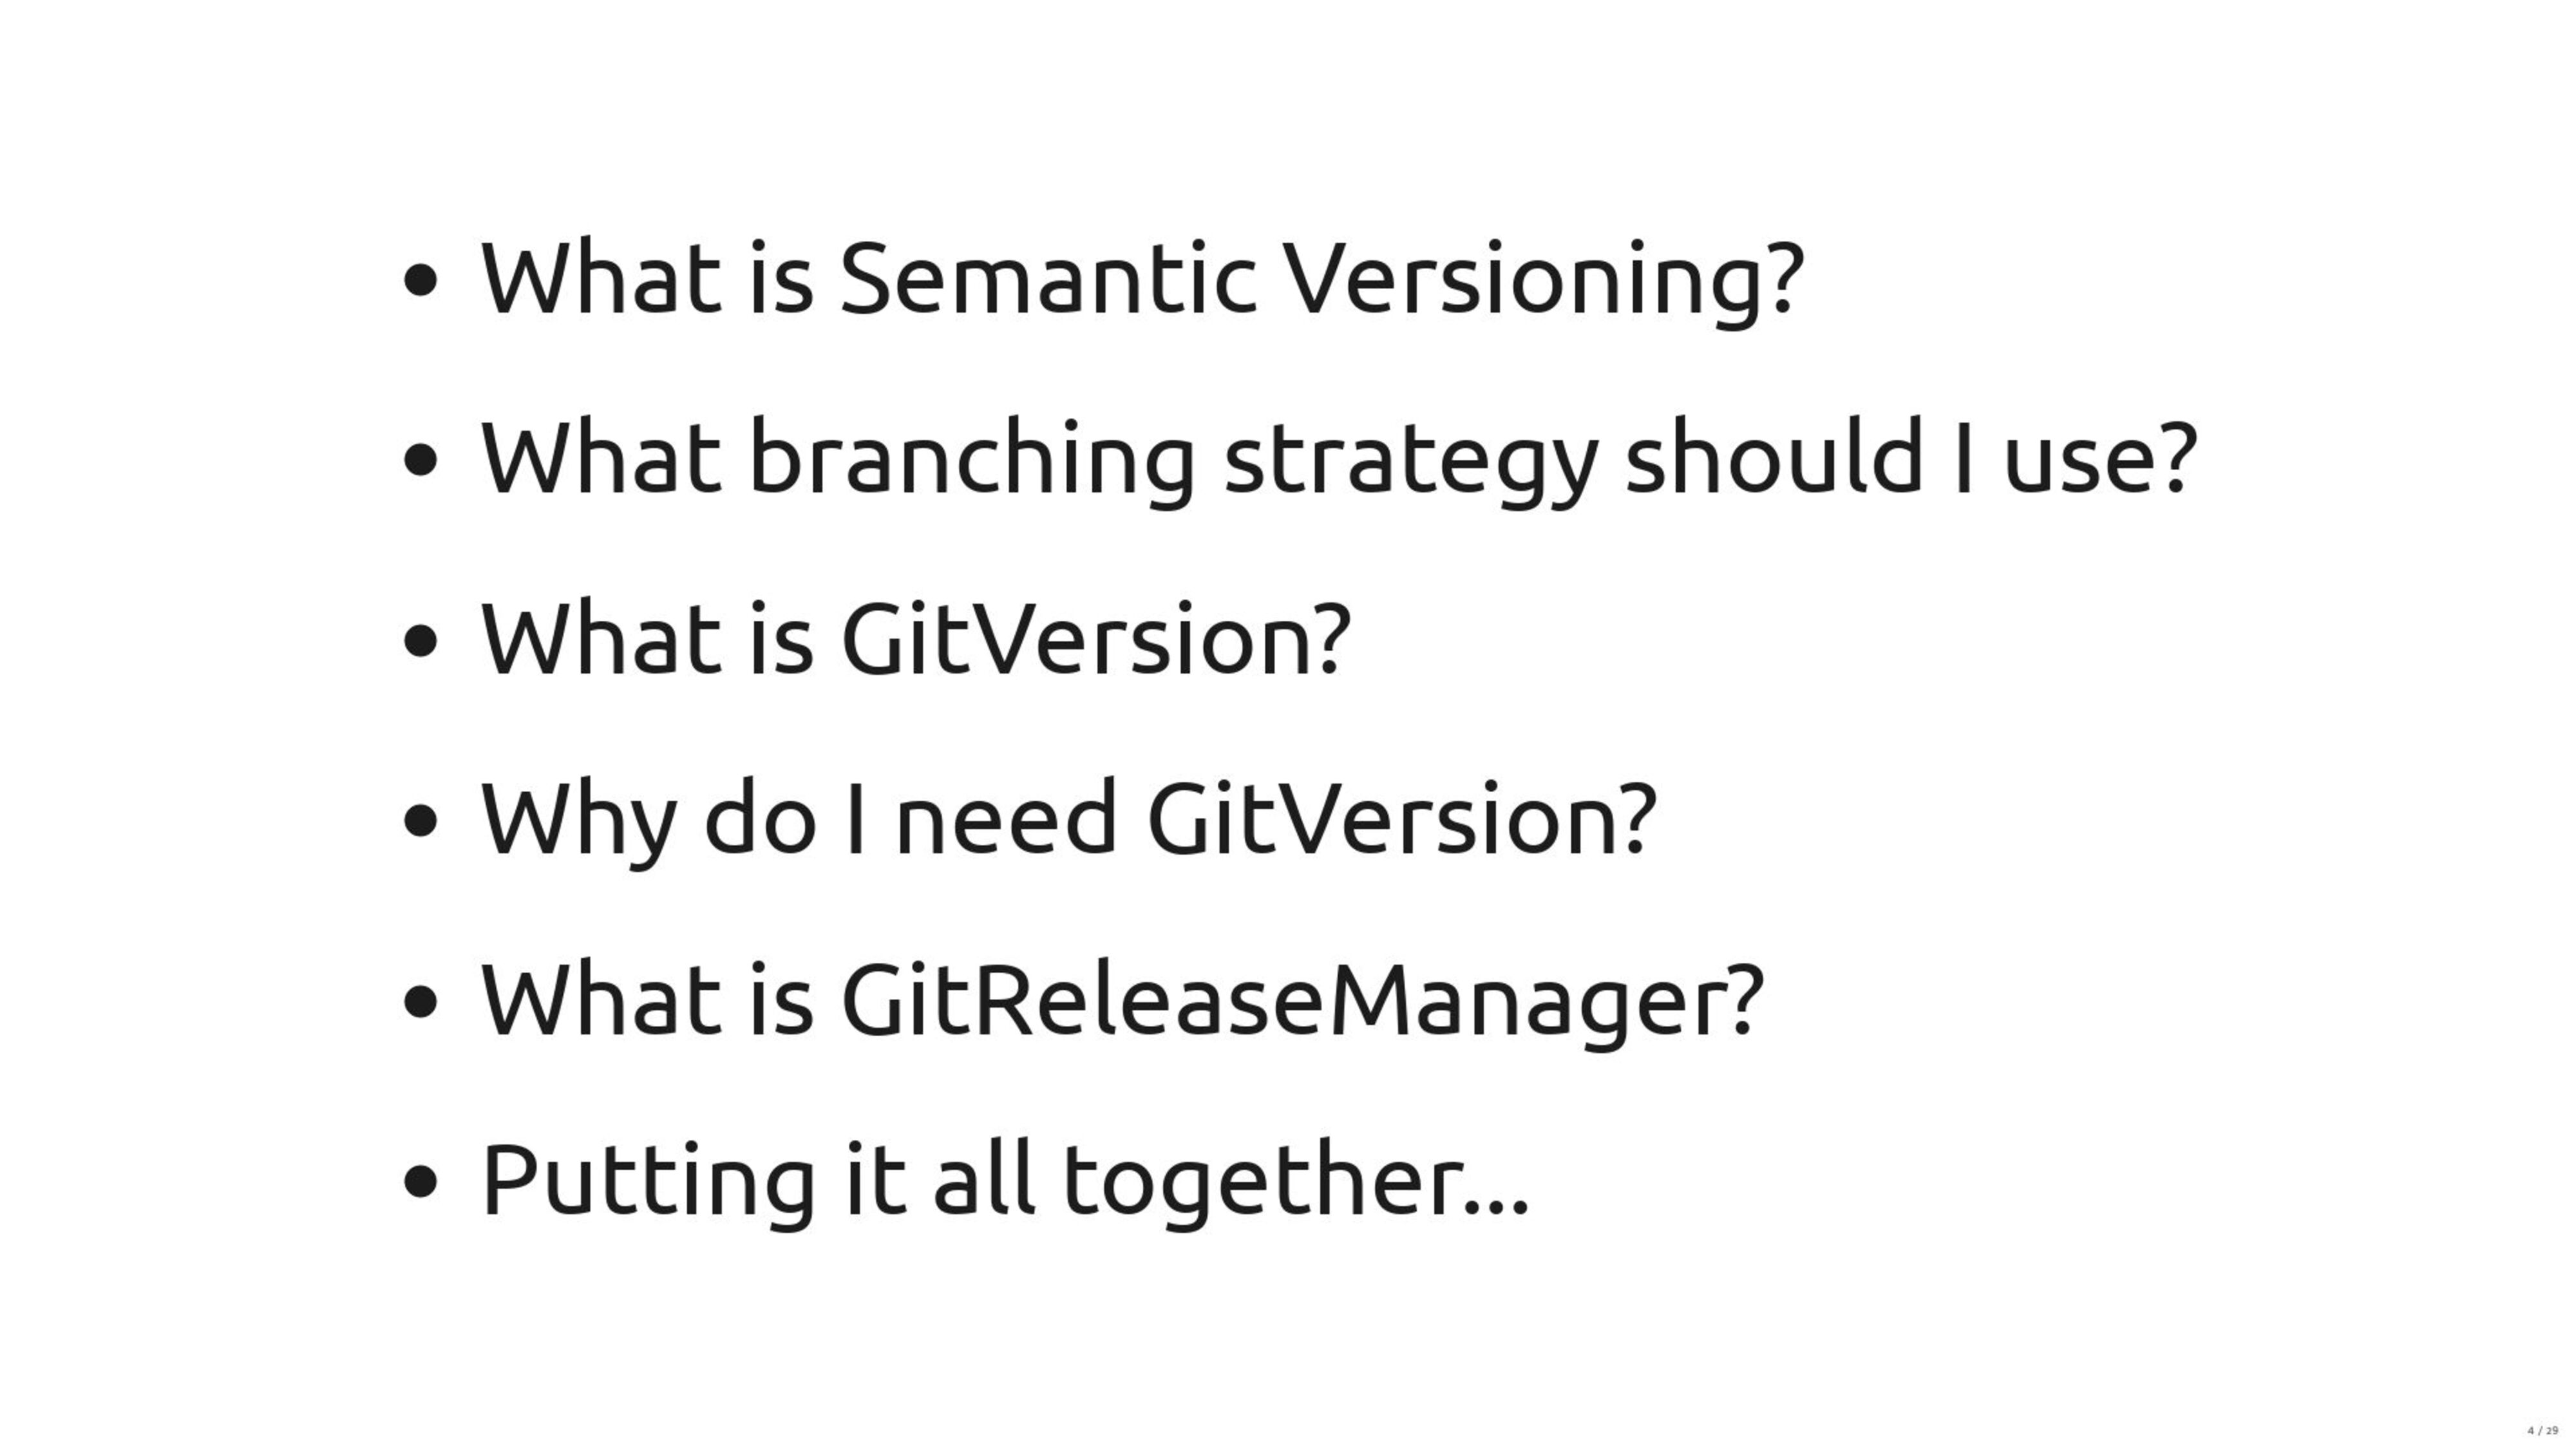 • What is Semantic Versioning?
• What branching strategy should I use?
• What is GitVersion?
• Why do I need GitVersion?
• What is GitReleaseManager?
• Putting it all together...
4 / 29